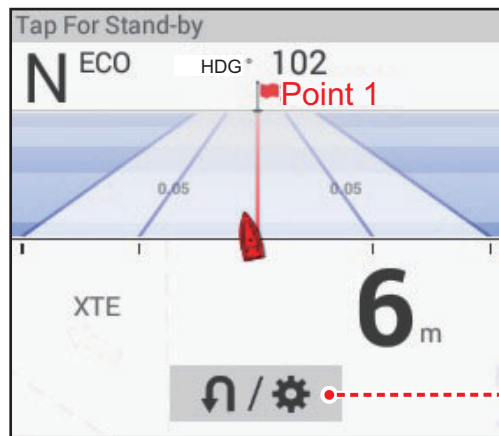 Tap For Stand-by
N ECO HDG° 102
Point 1
0.05 0.05
XTE
6 m
/